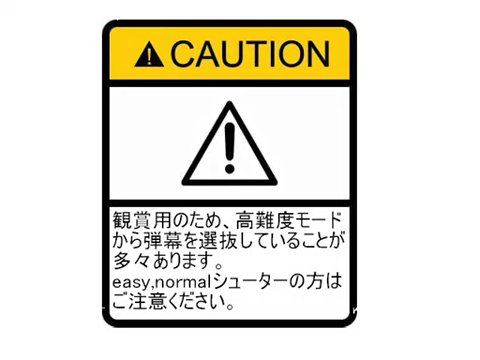 CAUTION
観賞用のため、高難度モード
から弾幕を選抜していることが
多々あります。
easy,normalシューターの方は
ご注意ください。